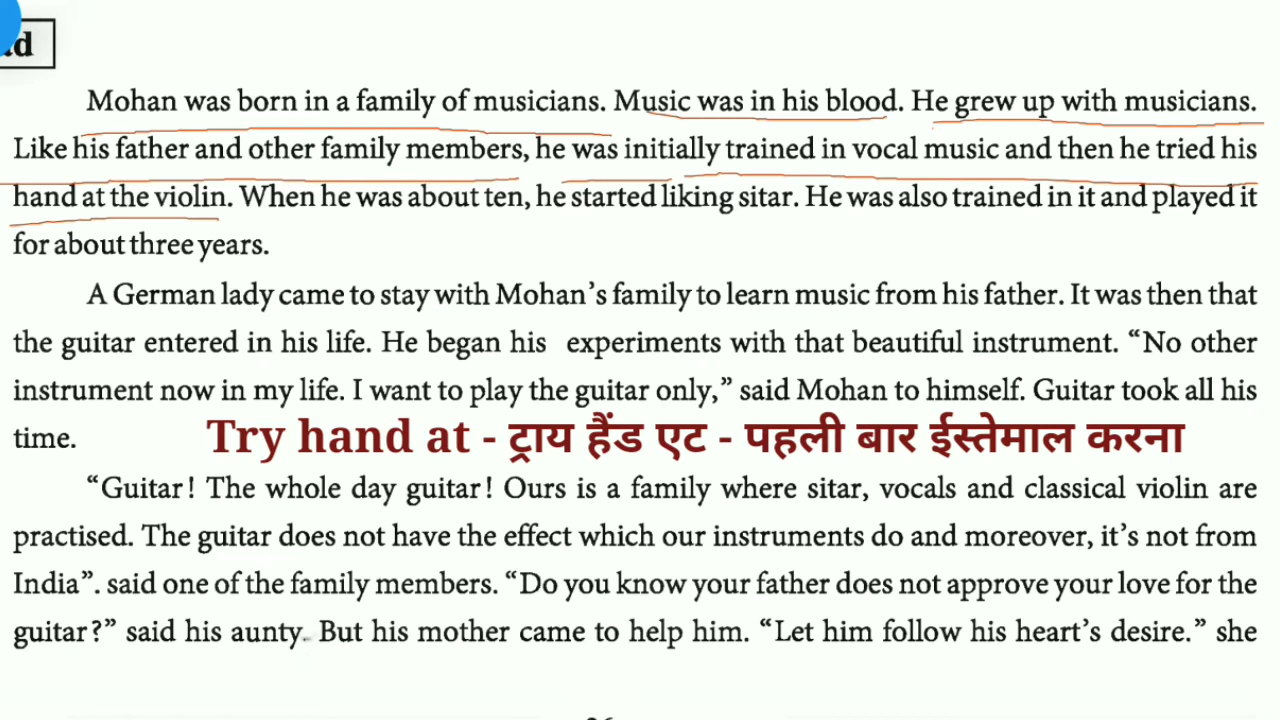 Mohan was born in a family of musicians. Music was in his blood. He grew up with musicians.
Like his father and other family members, he was initially trained in vocal music and then he tried his
hand at the violin. When he was about ten, he started liking sitar. He was also trained in it and played it
for about three years.
A German lady came to stay with Mohan’s family to learn music from his father. It was then that
the guitar entered in his life. He began his experiments with that beautiful instrument. “No other
instrument now in my life. I want to play the guitar only,” said Mohan to himself. Guitar took all his
time.
Try hand at - ट्राय हैंड एट - पहली बार ईस्तेमाल करना
“Guitar! The whole day guitar! Ours is a family where sitar, vocals and classical violin are
practised. The guitar does not have the effect which our instruments do and moreover, it’s not from
India”. said one of the family members. “Do you know your father does not approve your love for the
guitar?” said his aunty. But his mother came to help him. “Let him follow his heart’s desire.” she